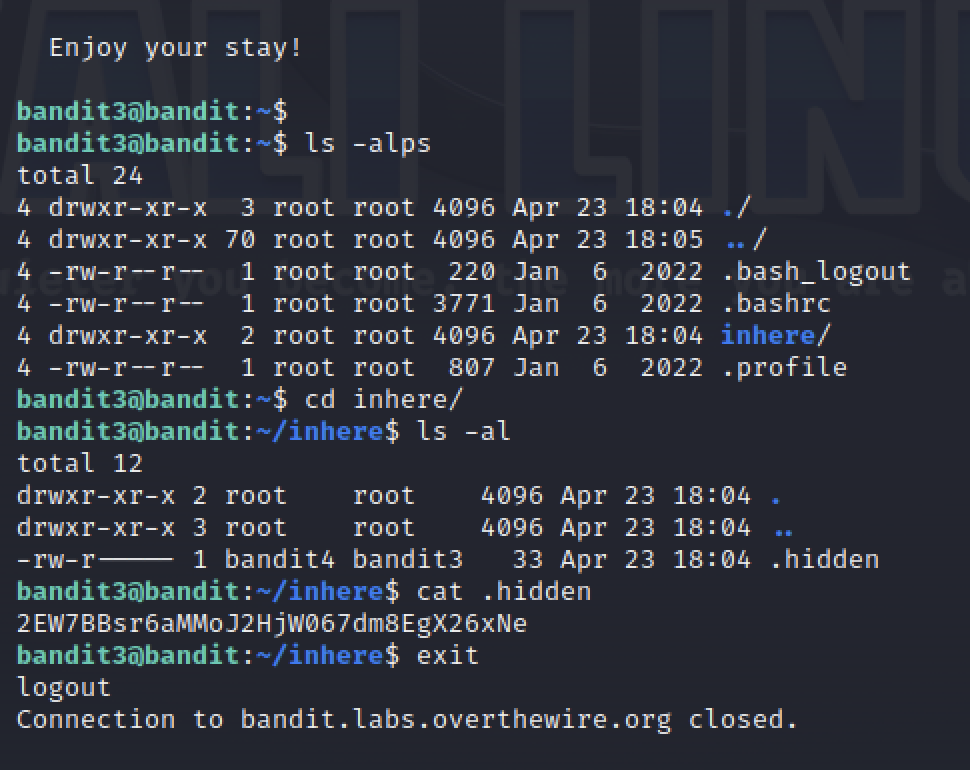 Enjoy your stay!
bandit3@bandit:~$
bandit3@bandit:~$ ls -alps
total 24
4 drwxr-xr-x  3 root root 4096 Apr 23 18:04 ./
4 drwxr-xr-x 70 root root 4096 Apr 23 18:05 ../
4 -rw-r--r--  1 root root  220 Jan  6  2022 .bash_logout
4 -rw-r--r--  1 root root 3771 Jan  6  2022 .bashrc
4 drwxr-xr-x  2 root root 4096 Apr 23 18:04 inhere/
4 -rw-r--r--  1 root root  807 Jan  6  2022 .profile
bandit3@bandit:~$ cd inhere/
bandit3@bandit:~/inhere$ ls -al
total 12
drwxr-xr-x 2 root    root    4096 Apr 23 18:04 .
drwxr-xr-x 3 root    root    4096 Apr 23 18:04 ..
-rw-r----- 1 bandit4 bandit3   33 Apr 23 18:04 .hidden
bandit3@bandit:~/inhere$ cat .hidden
2EW7BBsr6aMMoJ2HjW067dm8EgX26xNe
bandit3@bandit:~/inhere$ exit
logout
Connection to bandit.labs.overthewire.org closed.